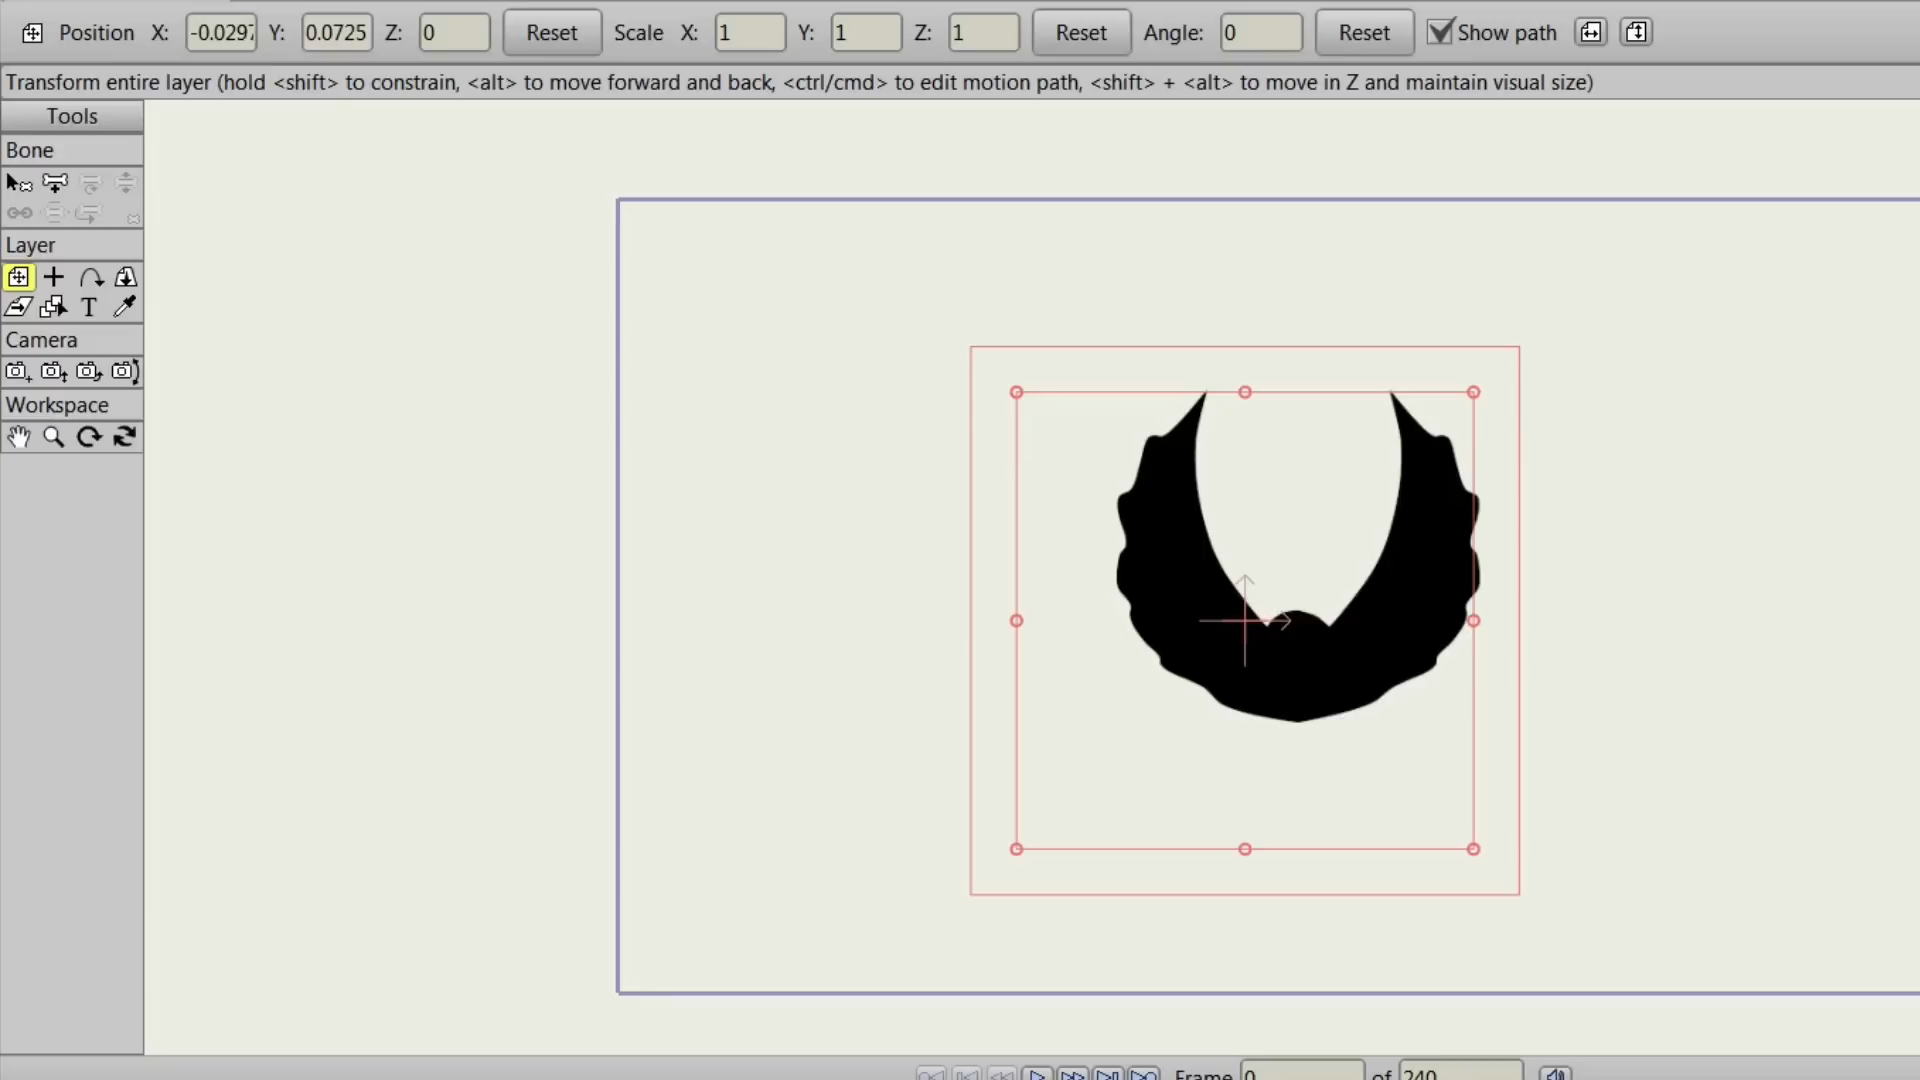 Position X: -0.0297 Y: 0.0725 Z: 0 Reset Scale X: 1 Y: 1 Z: 1 Reset Angle: 0 Reset Show path
Transform entire layer (hold <shift> to constrain, <alt> to move forward and back, <ctrl/cmd> to edit motion path, <shift> + <alt> to move in Z and maintain visual size)
Tools
Bone
Layer
T
Camera
Workspace
Frame 0 of 240